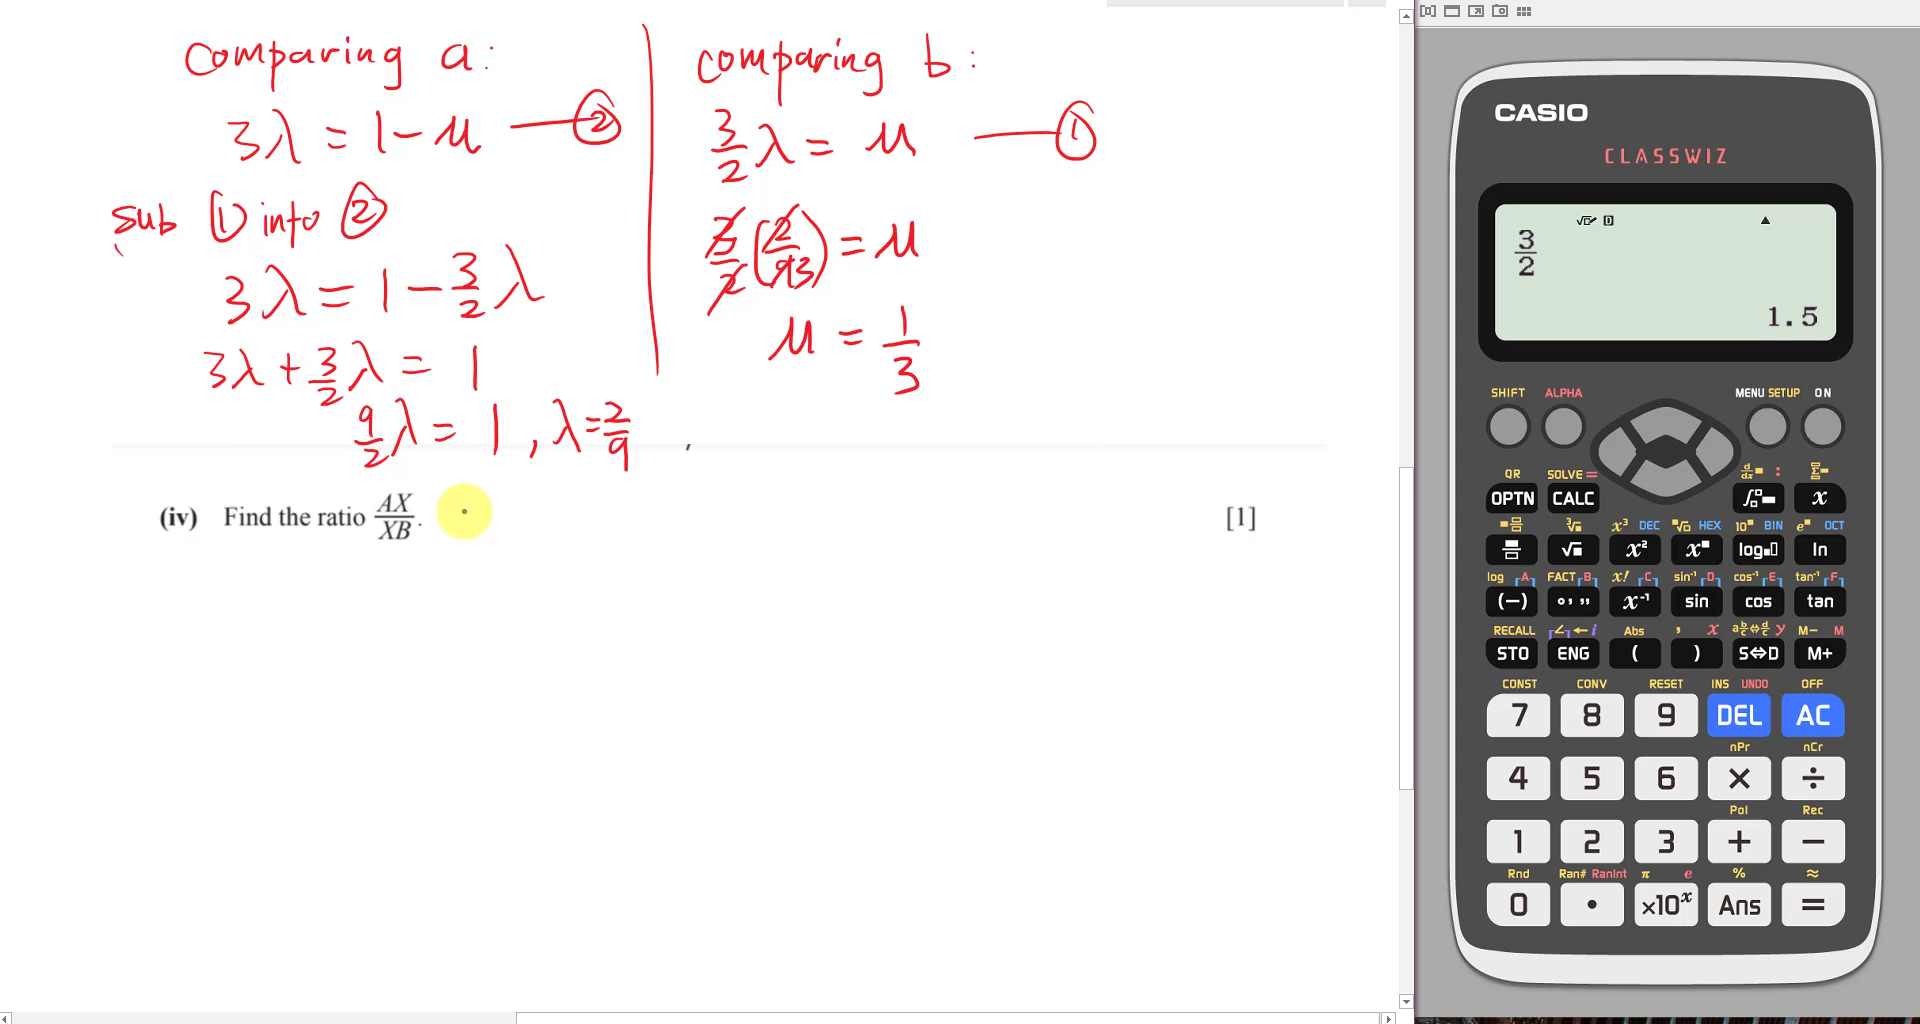 comparing a:
3λ = 1 - μ —— ②
sub ① into ②
3λ = 1 - 3/2 λ
3λ + 3/2 λ = 1
9/2 λ = 1 , λ = 2/9
comparing b:
3/2 λ = μ —— ①
3/2 (2/9 3) = μ
μ = 1/3
(iv) Find the ratio AX/XB. [1]
CASIO
CLASSWIZ
√▯ D ▲
3/2
1.5
SHIFT ALPHA MENU SETUP ON
QR SOLVE = :
OPTN CALC x
x³ DEC HEX 10 BIN e OCT
x² x log ln
log A FACT B x! C sin⁻¹ D cos⁻¹ E tan⁻¹ F
(−) ° ’ ” x⁻¹ sin cos tan
RECALL ∠ ← i Abs , x a b/c⇔d/c y M− M
STO ENG ( ) S⇔D M+
CONST CONV RESET INS UNDO OFF
7 8 9 DEL AC
nPr nCr
4 5 6 × ÷
Pol Rec
1 2 3 + −
Rnd Ran# RanInt π e % ≈
0 • ×10ˣ Ans =